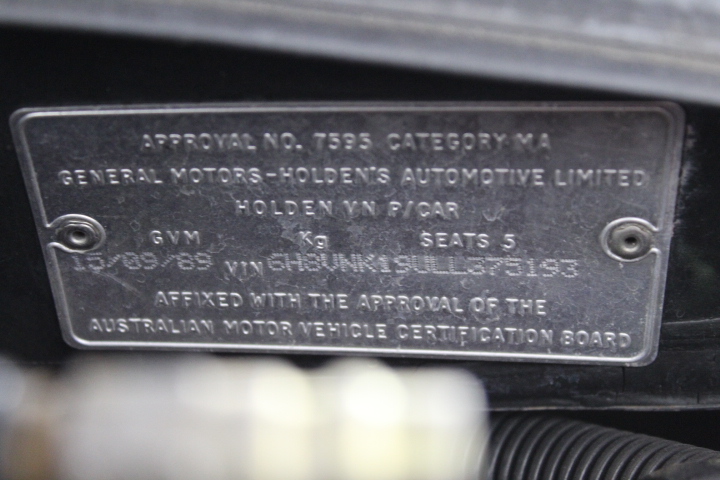 APPROVAL NO. 7595 CATEGORY MA
GENERAL MOTORS-HOLDEN'S AUTOMOTIVE LIMITED
HOLDEN VN P/CAR
GVM Kg SEATS 5
15/09/89 VIN 6H8VNK19ULL375193
AFFIXED WITH THE APPROVAL OF THE
AUSTRALIAN MOTOR VEHICLE CERTIFICATION BOARD